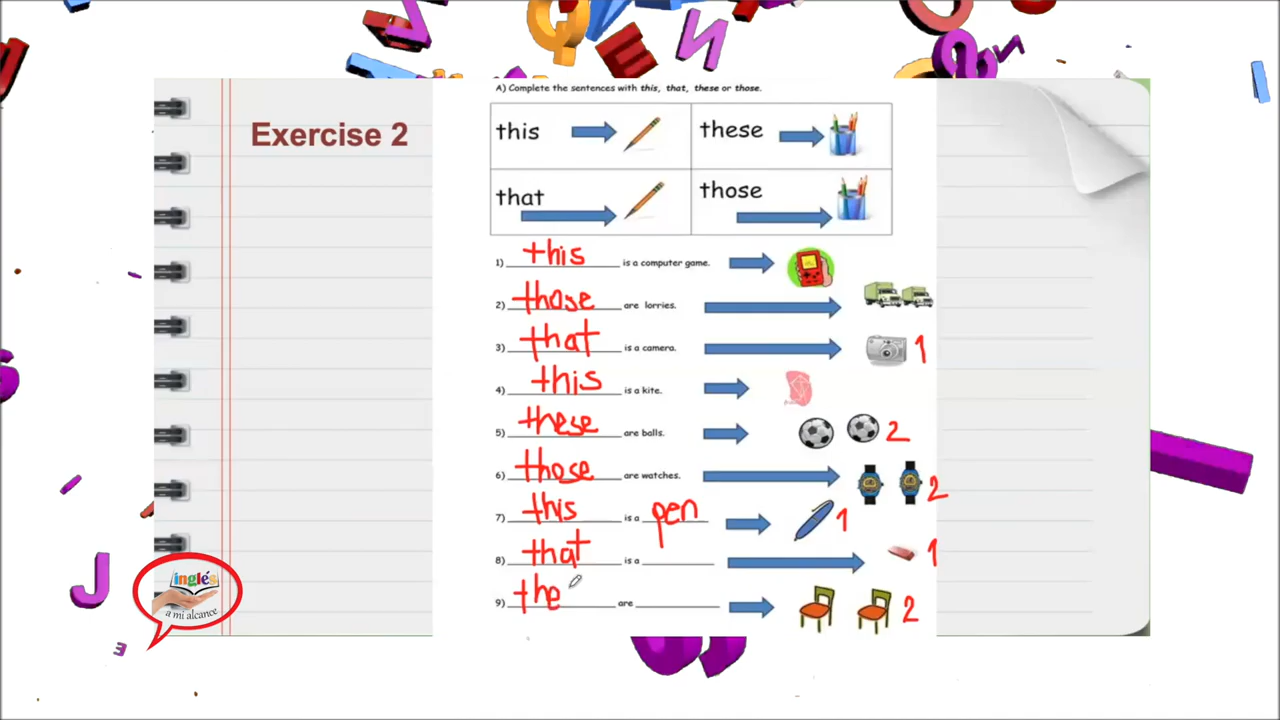 Exercise 2
A) Complete the sentences with this, that, these or those.
this these
that those
1) this is a computer game.
2) those are lorries.
3) that is a camera. 1
4) this is a kite.
5) these are balls. 2
6) those are watches. 2
7) this is a pen 1
8) that is a 1
9) the are 2
inglés
a mi alcance